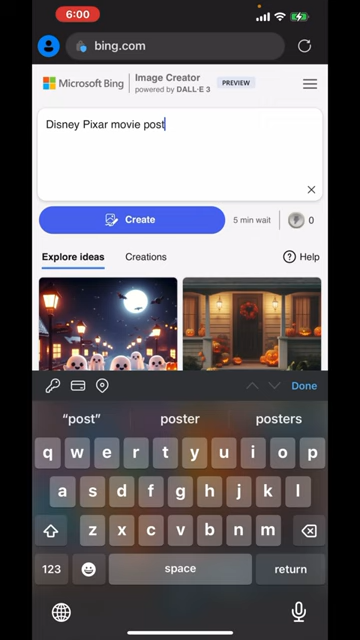 6:00
bing.com
Microsoft Bing
Image Creator
powered by DALL·E 3
PREVIEW
Disney Pixar movie post
Create
5 min wait
0
Explore ideas
Creations
? Help
Done
“post”
poster
posters
q w e r t y u i o p
a s d f g h j k l
z x c v b n m
123
space
return